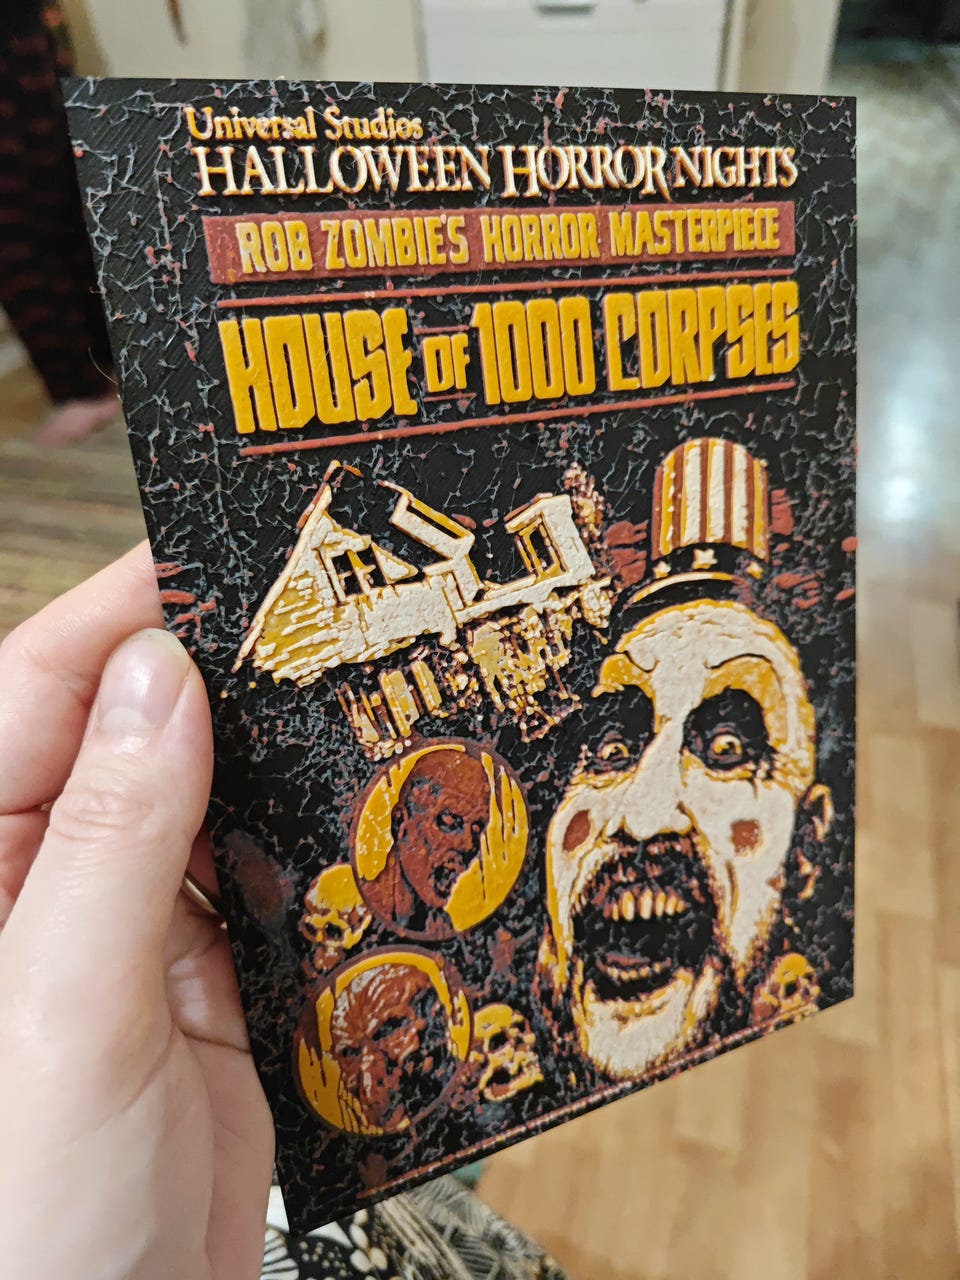 Universal Studios
HALLOWEEN HORROR NIGHTS
ROB ZOMBIE'S HORROR MASTERPIECE
HOUSE OF 1000 CORPSES